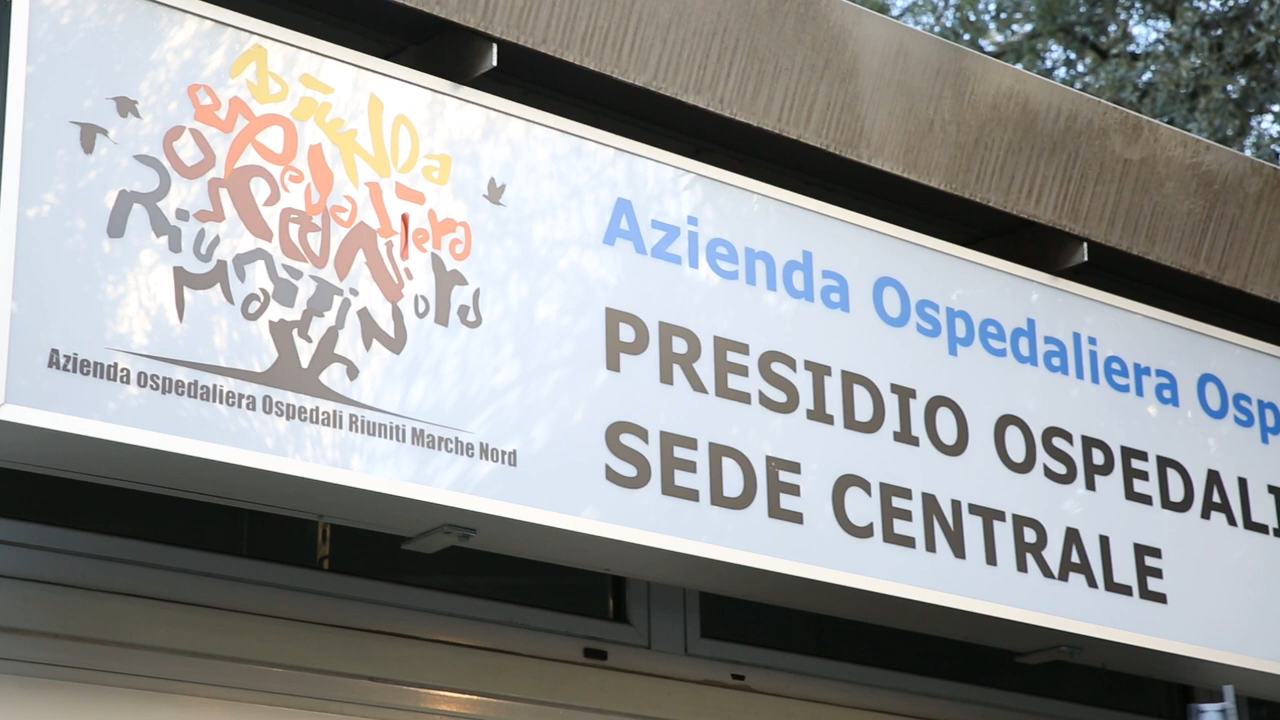 Azienda ospedaliera Ospedali Riuniti Marche Nord
Azienda Ospedaliera Osp
PRESIDIO OSPEDALI
SEDE CENTRALE